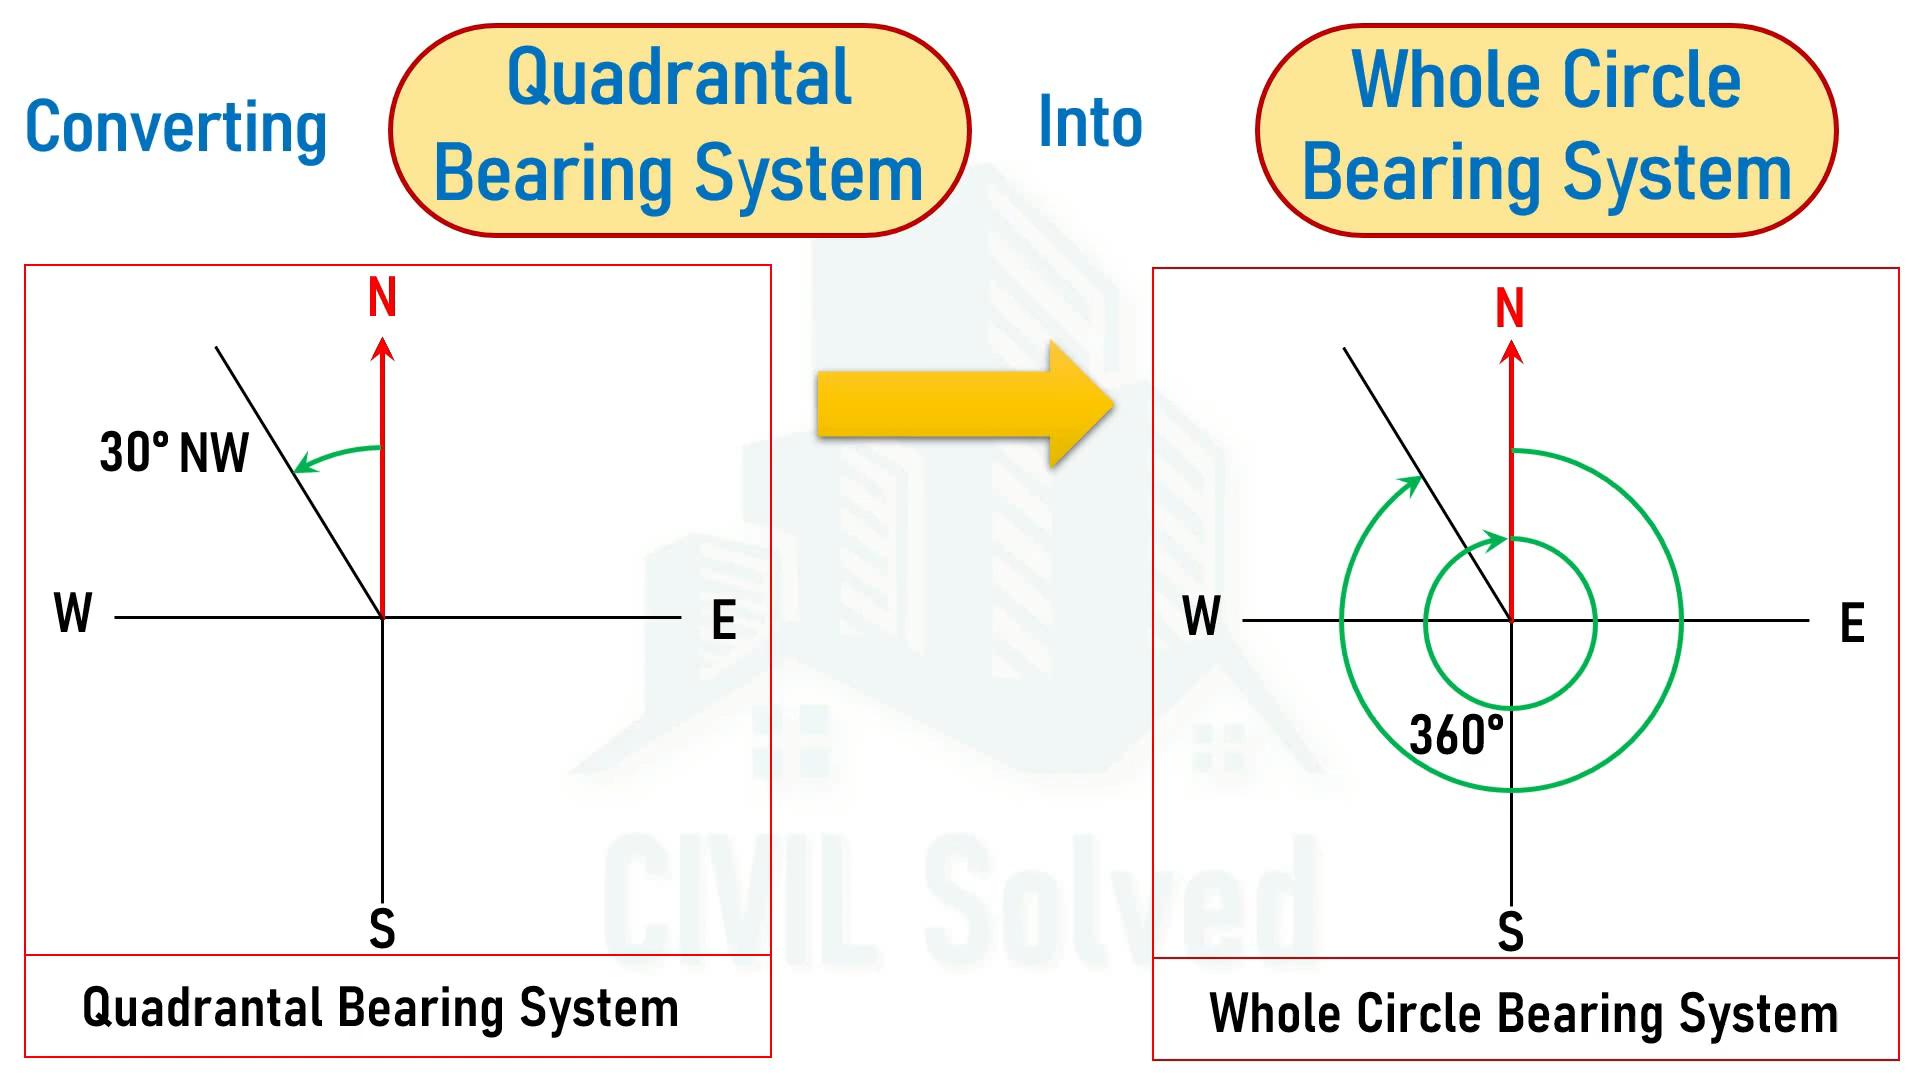 Converting
Quadrantal
Bearing System
Into
Whole Circle
Bearing System
N
30° NW
W
E
S
Quadrantal Bearing System
N
W
E
360°
S
Whole Circle Bearing System
CIVIL Solved